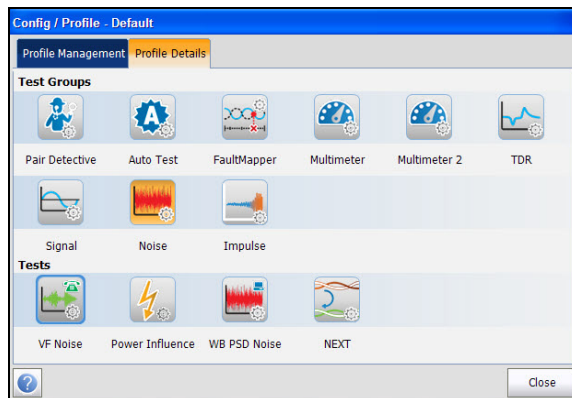 Config / Profile - Default
Profile Management Profile Details
Test Groups
Pair Detective Auto Test FaultMapper Multimeter Multimeter 2 TDR
Signal Noise Impulse
Tests
VF Noise Power Influence WB PSD Noise NEXT
? Close